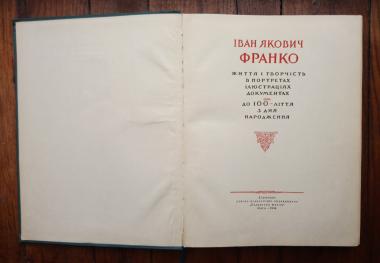 ІВАН ЯКОВИЧ
ФРАНКО
ЖИТТЯ І ТВОРЧІСТЬ
В ПОРТРЕТАХ
ІЛЮСТРАЦІЯХ
ДОКУМЕНТАХ
ДО 100-ЛІТТЯ
З ДНЯ
НАРОДЖЕННЯ